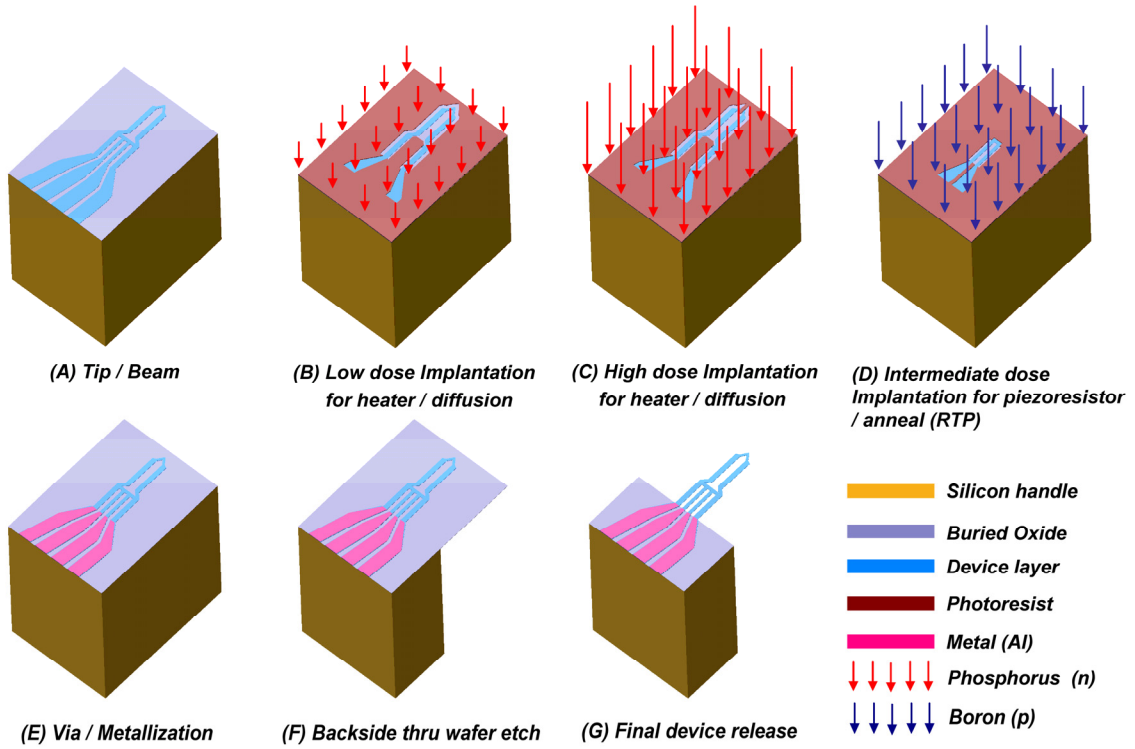 (A) Tip / Beam
(B) Low dose Implantation
for heater / diffusion
(C) High dose Implantation
for heater / diffusion
(D) Intermediate dose
Implantation for piezoresistor
/ anneal (RTP)
(E) Via / Metallization
(F) Backside thru wafer etch
(G) Final device release
Silicon handle
Buried Oxide
Device layer
Photoresist
Metal (Al)
Phosphorus (n)
Boron (p)